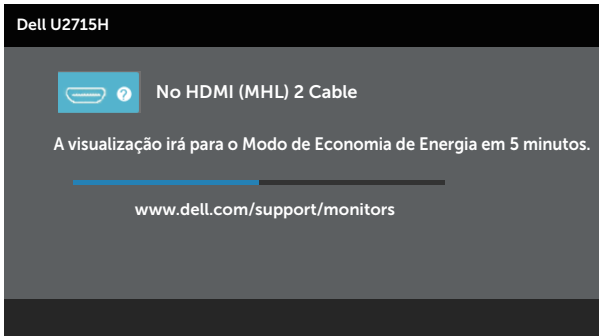 Dell U2715H
No HDMI (MHL) 2 Cable
A visualização irá para o Modo de Economia de Energia em 5 minutos.
www.dell.com/support/monitors